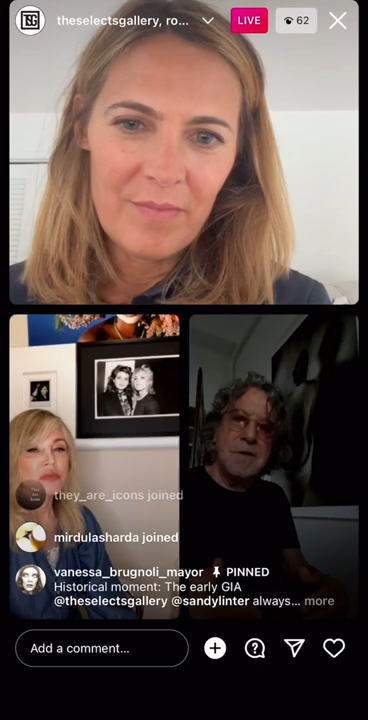 TSG
theselectsgallery, ro...
LIVE
62
they_are_icons joined
mirdulasharda joined
vanessa_brugnoli_mayor PINNED
Historical moment: The early GIA
@theselectsgallery @sandylinter always... more
Add a comment...